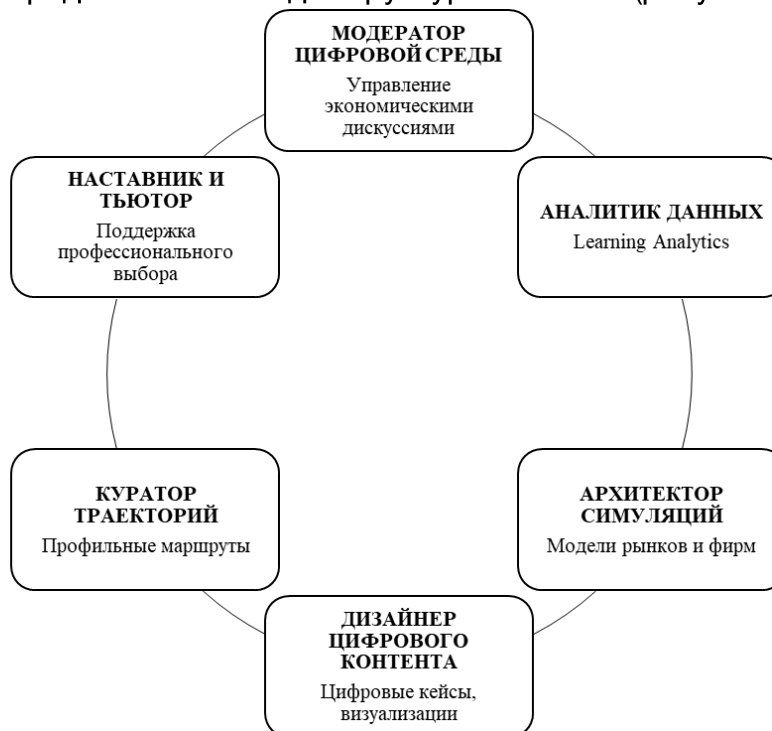 МОДЕРАТОР
ЦИФРОВОЙ СРЕДЫ
Управление
экономическими
дискуссиями
НАСТАВНИК И
ТЬЮТОР
Поддержка
профессионального
выбора
АНАЛИТИК ДАННЫХ
Learning Analytics
КУРАТОР
ТРАЕКТОРИЙ
Профильные маршруты
АРХИТЕКТОР
СИМУЛЯЦИЙ
Модели рынков и фирм
ДИЗАЙНЕР
ЦИФРОВОГО
КОНТЕНТА
Цифровые кейсы,
визуализации